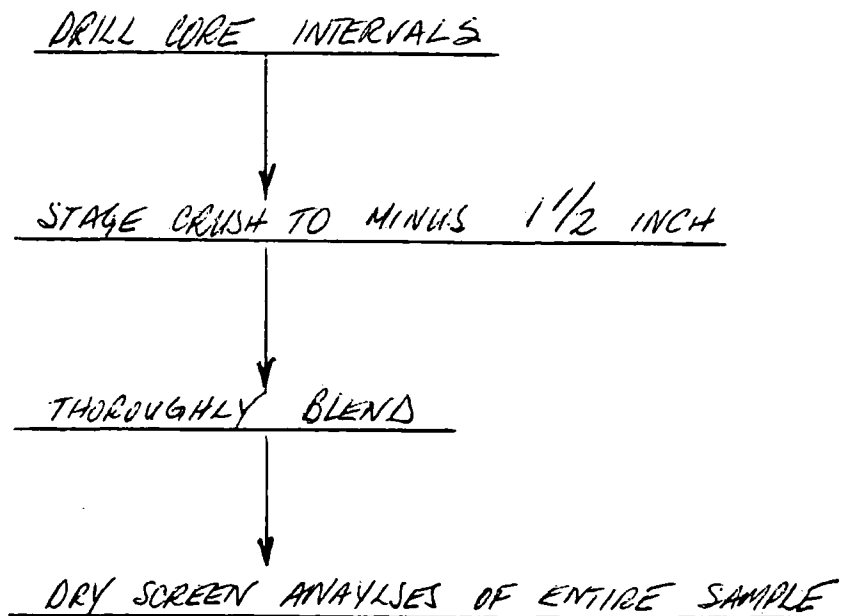 DRILL CORE INTERVALS
STAGE CRUSH TO MINUS 1 1/2 INCH
THOROUGHLY BLEND
DRY SCREEN ANAYLSES OF ENTIRE SAMPLE